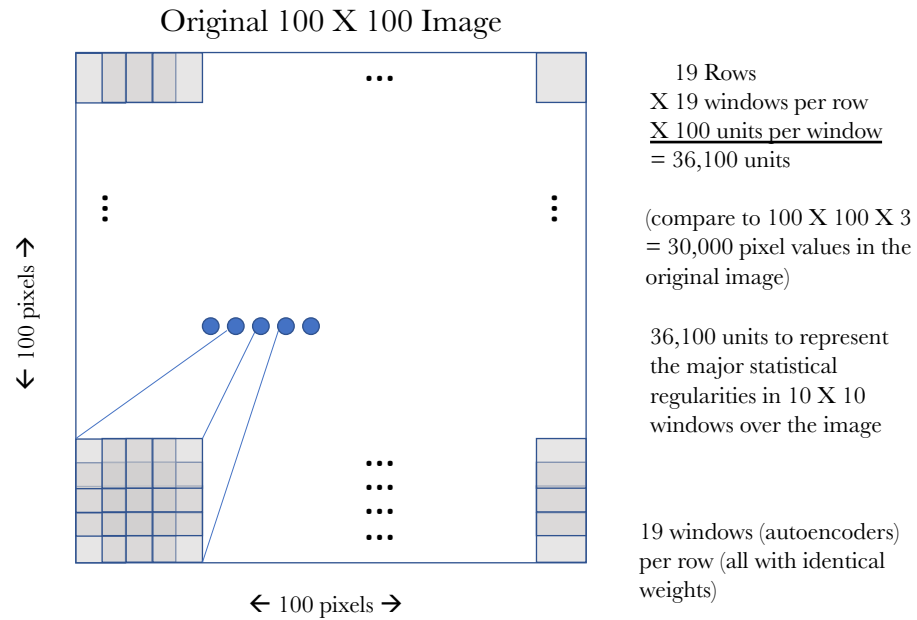 Original 100 X 100 Image
19 Rows
X 19 windows per row
X 100 units per window
= 36,100 units
(compare to 100 X 100 X 3
= 30,000 pixel values in the
original image)
36,100 units to represent
the major statistical
regularities in 10 X 10
windows over the image
19 windows (autoencoders)
per row (all with identical
weights)
← 100 pixels →
← 100 pixels →